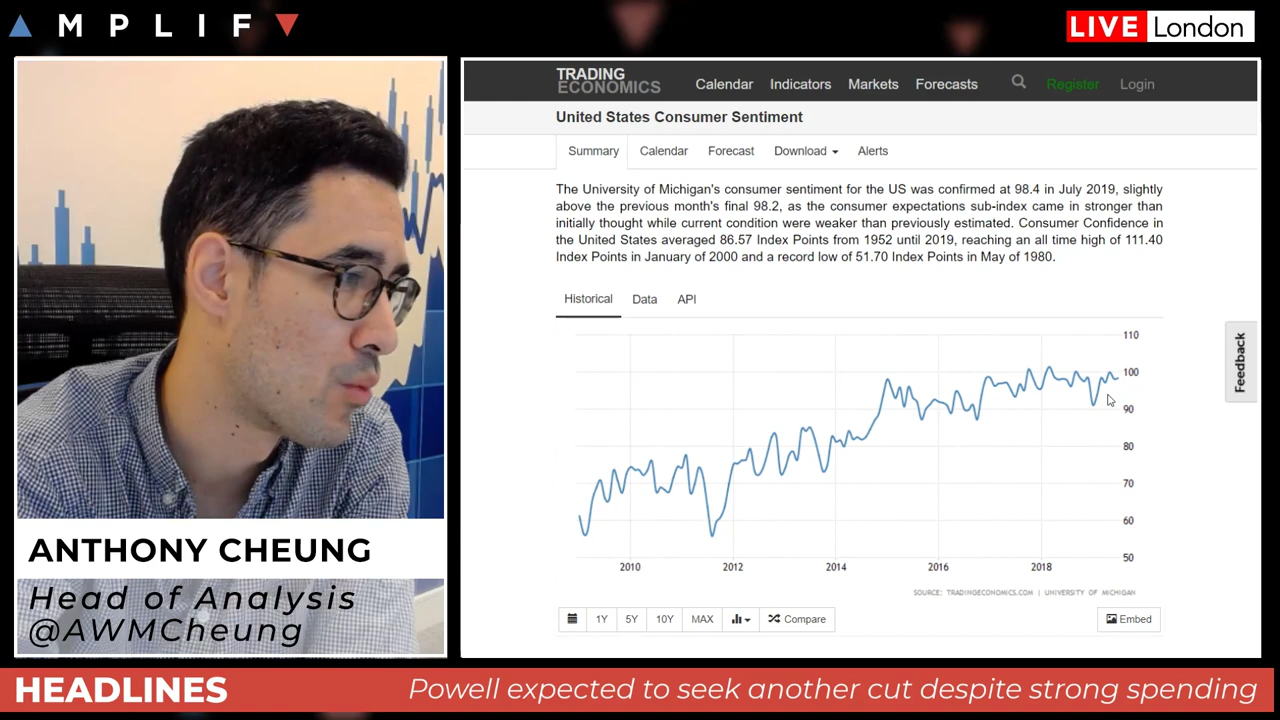 MPLIF
LIVE London
TRADING
ECONOMICS
Calendar Indicators Markets Forecasts Register Login
United States Consumer Sentiment
Summary Calendar Forecast Download Alerts
The University of Michigan's consumer sentiment for the US was confirmed at 98.4 in July 2019, slightly
above the previous month's final 98.2, as the consumer expectations sub-index came in stronger than
initially thought while current condition were weaker than previously estimated. Consumer Confidence in
the United States averaged 86.57 Index Points from 1952 until 2019, reaching an all time high of 111.40
Index Points in January of 2000 and a record low of 51.70 Index Points in May of 1980.
Historical Data API
110
100
90
80
70
60
50
2010 2012 2014 2016 2018
SOURCE: TRADINGECONOMICS.COM | UNIVERSITY OF MICHIGAN
1Y 5Y 10Y MAX Compare Embed
Feedback
ANTHONY CHEUNG
Head of Analysis
@AWMCheung
HEADLINES Powell expected to seek another cut despite strong spending